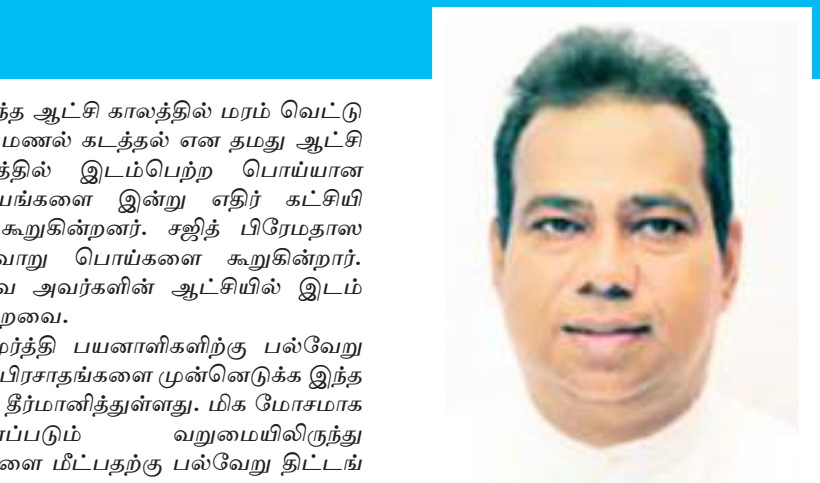 ந்த ஆட்சி காலத்தில் மரம் வெட்டு
மணல் கடத்தல் என தமது ஆட்சி
த்தில் இடம்பெற்ற பொய்யான
பங்களை இன்று எதிர் கட்சியி
கூறுகின்றனர். சஜித் பிரேமதாஸ
வாறு பொய்களை கூறுகின்றார்.
வ அவர்களின் ஆட்சியில் இடம்
றவை.
மர்த்தி பயனாளிகளிற்கு பல்வேறு
பிரசாதங்களை முன்னெடுக்க இந்த
தீர்மானித்துள்ளது. மிக மோசமாக
ப்படும் வறுமையிலிருந்து
ளை மீட்பதற்கு பல்வேறு திட்டங்